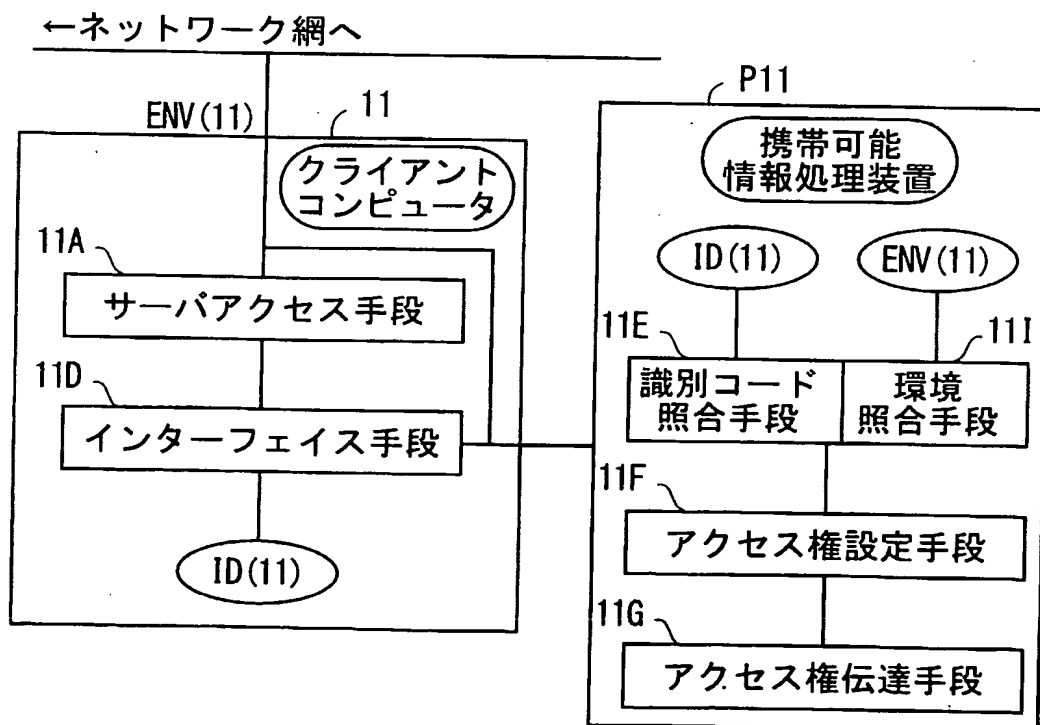 ←ネットワーク網へ
ENV(11)
11
クライアント
コンピュータ
11A
サーバアクセス手段
11D
インターフェイス手段
ID(11)
P11
携帯可能
情報処理装置
ID(11)
ENV(11)
11E
11I
識別コード
照合手段
環境
照合手段
11F
アクセス権設定手段
11G
アクセス権伝達手段